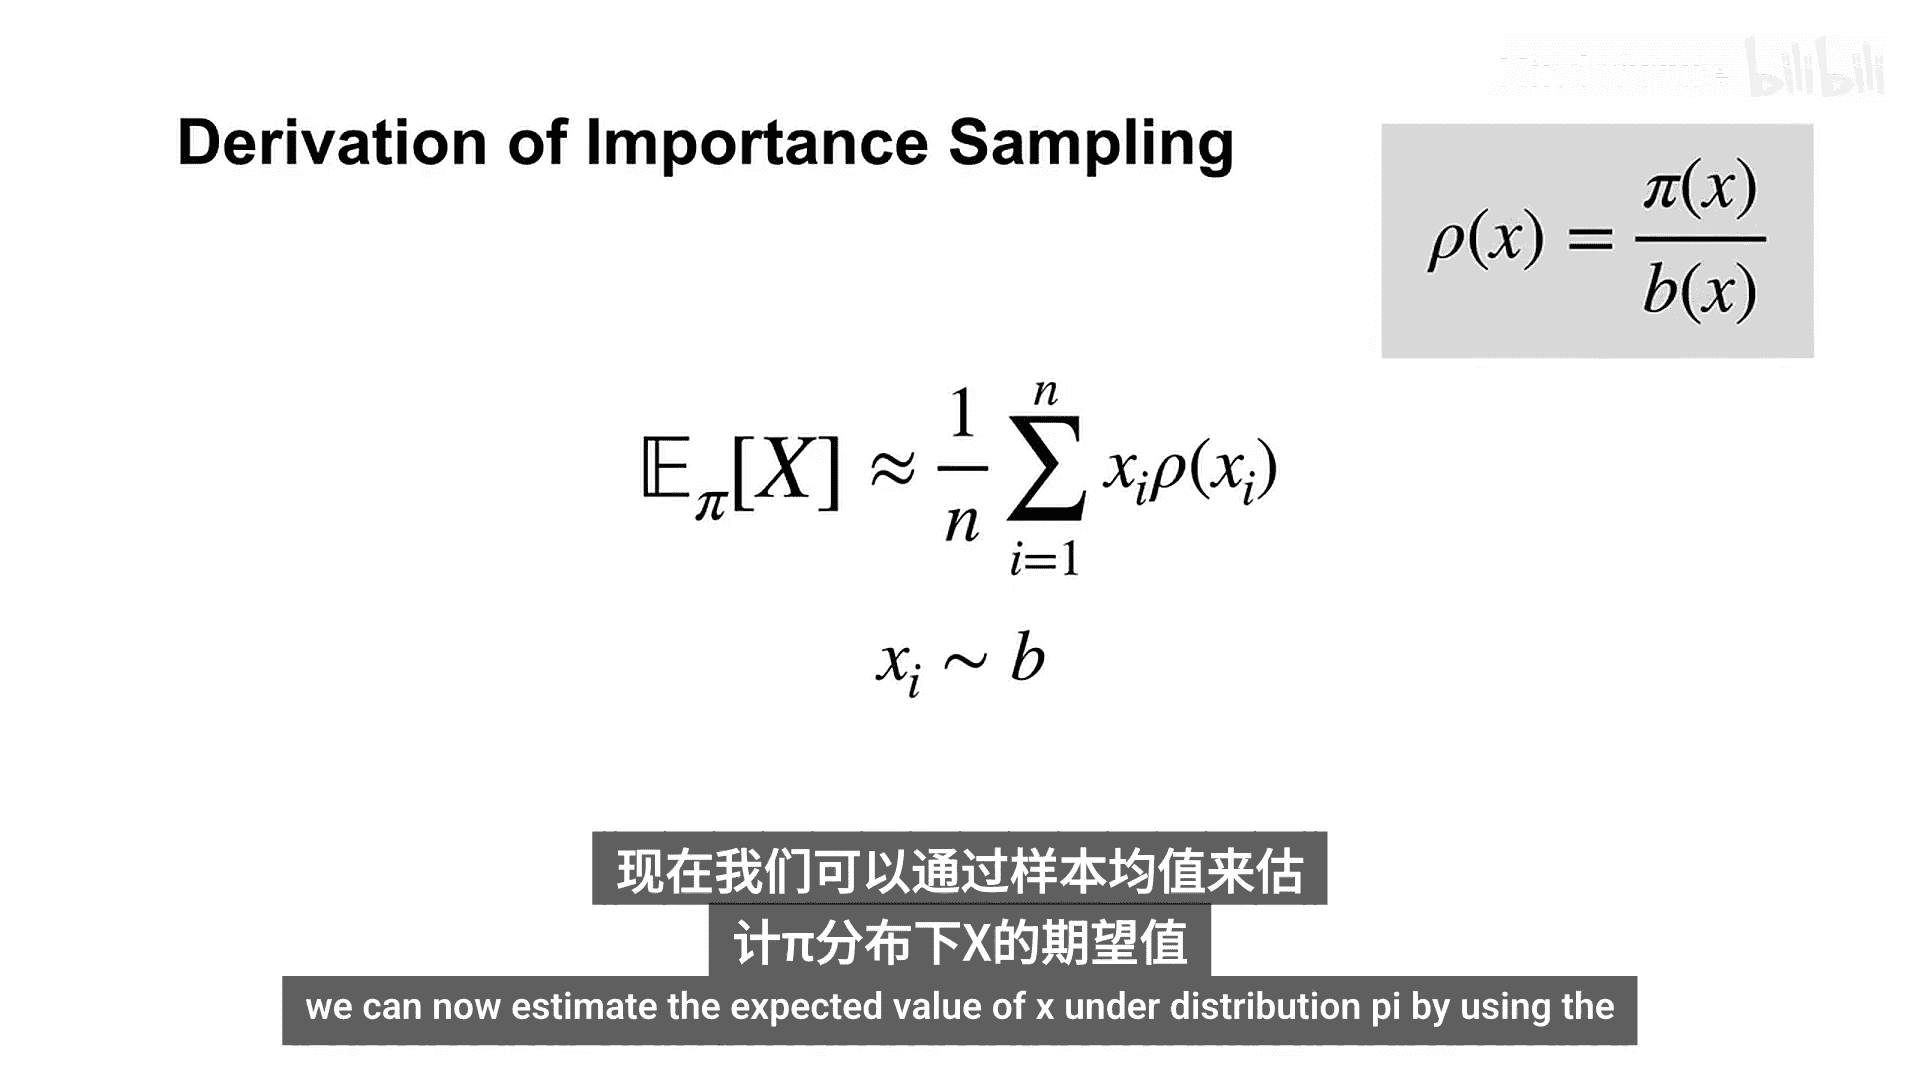 bilibili
Derivation of Importance Sampling
ρ(x) = π(x) / b(x)
𝔼_π[X] ≈ 1/n ∑_{i=1}^{n} x_i ρ(x_i)
x_i ∼ b
现在我们可以通过样本均值来估
计π分布下X的期望值
we can now estimate the expected value of x under distribution pi by using the